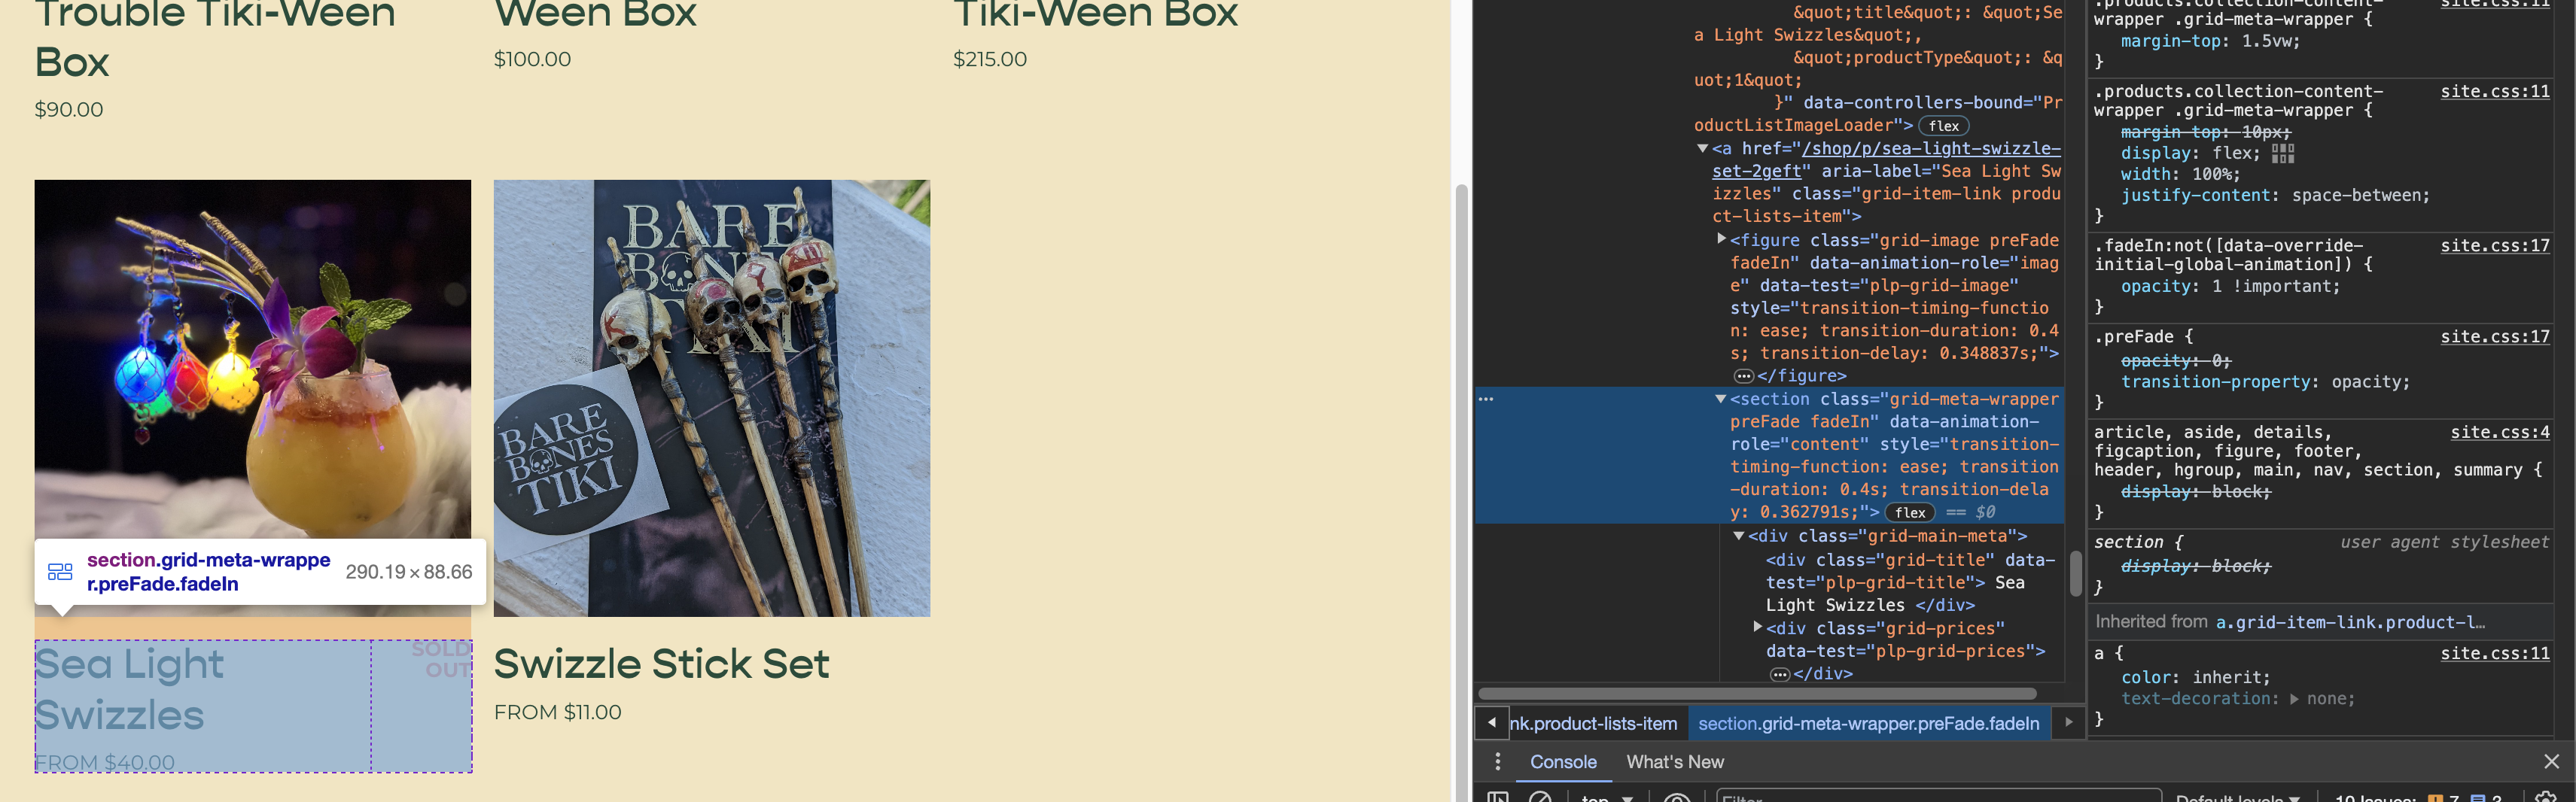 Trouble Tiki-Ween
Box
$90.00
Ween Box
$100.00
Tiki-Ween Box
$215.00
BARE
BONES
TIKI
BARE
BONES
TIKI
section.grid-meta-wrappe
r.preFade.fadeIn
290.19 × 88.66
Sea Light
Swizzles
FROM $40.00
SOLD
OUT
Swizzle Stick Set
FROM $11.00
&quot;title&quot;: &quot;Se
a Light Swizzles&quot;,
&quot;productType&quot;: &q
uot;1&quot;
}" data-controllers-bound="Pr
oductListImageLoader"> flex
<a href="/shop/p/sea-light-swizzle-
set-2geft" aria-label="Sea Light Sw
izzles" class="grid-item-link produ
ct-lists-item">
<figure class="grid-image preFade
fadeIn" data-animation-role="imag
e" data-test="plp-grid-image"
style="transition-timing-functio
n: ease; transition-duration: 0.4
s; transition-delay: 0.348837s;">
</figure>
<section class="grid-meta-wrapper
preFade fadeIn" data-animation-
role="content" style="transition-
timing-function: ease; transition
-duration: 0.4s; transition-dela
y: 0.362791s;"> flex == $0
<div class="grid-main-meta">
<div class="grid-title" data-
test="plp-grid-title"> Sea
Light Swizzles </div>
<div class="grid-prices"
data-test="plp-grid-prices">
</div>
nk.product-lists-item
section.grid-meta-wrapper.preFade.fadeIn
.products.collection-content-
wrapper .grid-meta-wrapper {
site.css:11
margin-top: 1.5vw;
}
.products.collection-content-
wrapper .grid-meta-wrapper {
site.css:11
margin-top: 10px;
display: flex;
width: 100%;
justify-content: space-between;
}
.fadeIn:not([data-override-
initial-global-animation]) {
site.css:17
opacity: 1 !important;
}
.preFade {
site.css:17
opacity: 0;
transition-property: opacity;
}
article, aside, details,
figcaption, figure, footer,
header, hgroup, main, nav, section, summary {
site.css:4
display: block;
}
section {
user agent stylesheet
display: block;
}
Inherited from a.grid-item-link.product-l…
a {
site.css:11
color: inherit;
text-decoration: none;
}
Console
What's New
top
Filter
Default levels
10 Issues: 7